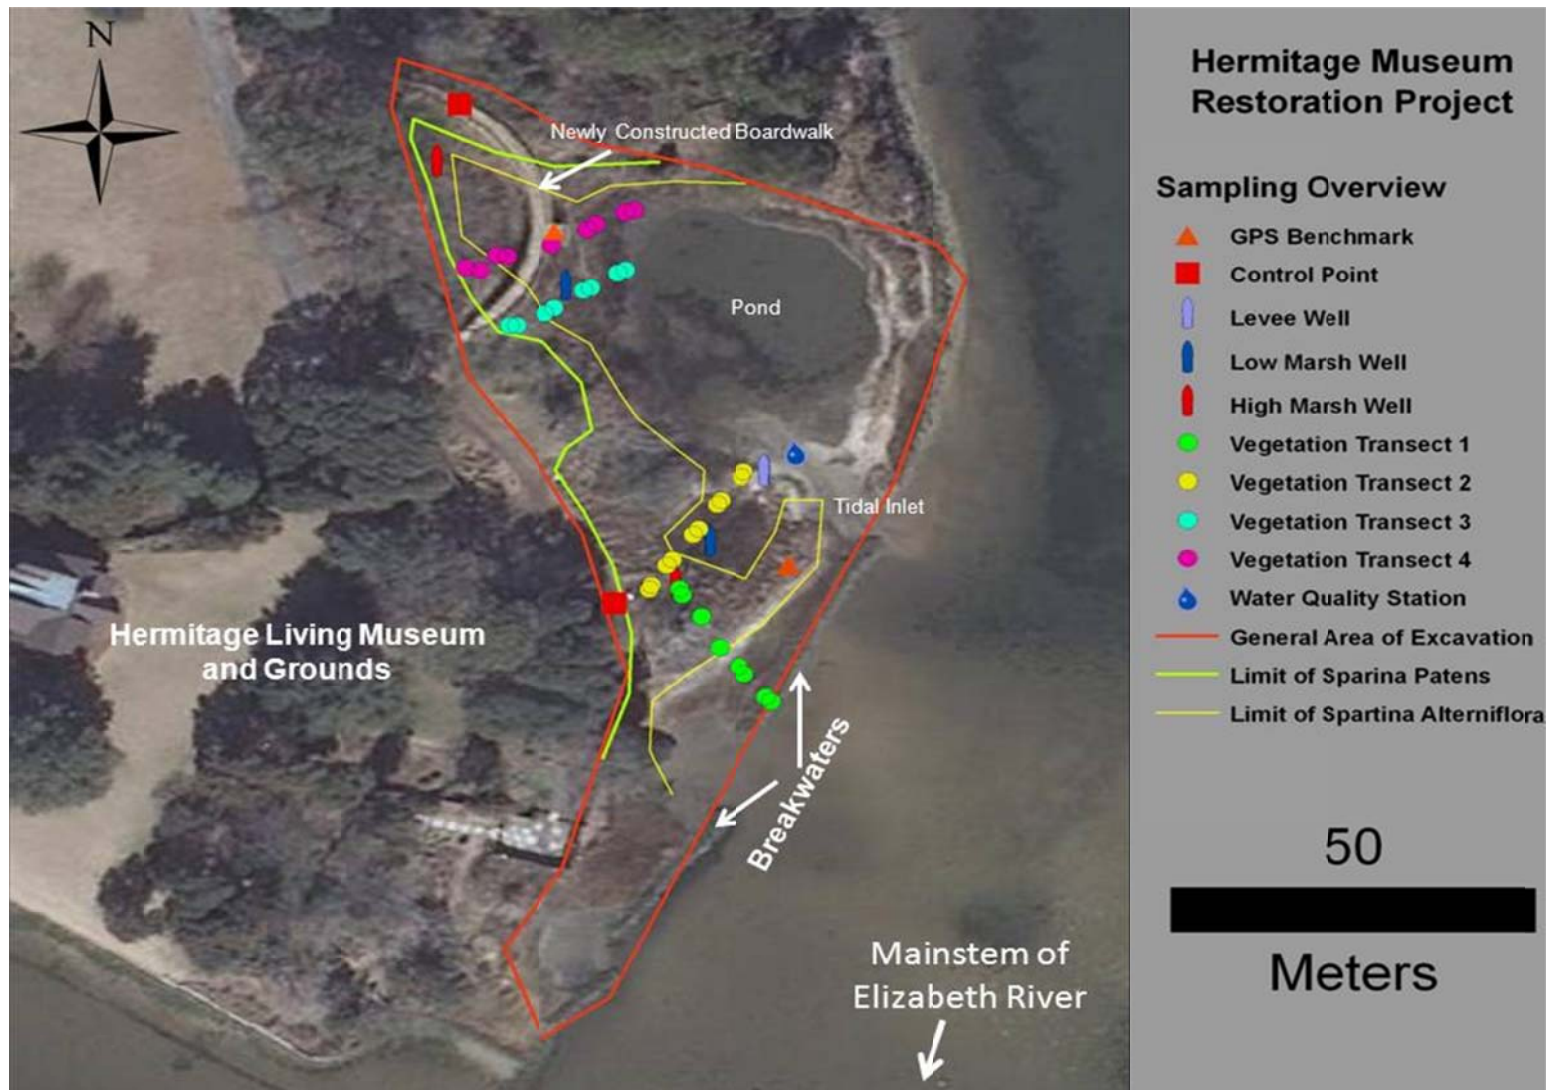 N
Newly Constructed Boardwalk
Pond
Tidal Inlet
Hermitage Living Museum
and Grounds
Breakwaters
Mainstem of
Elizabeth River
Hermitage Museum
Restoration Project
Sampling Overview
GPS Benchmark
Control Point
Levee Well
Low Marsh Well
High Marsh Well
Vegetation Transect 1
Vegetation Transect 2
Vegetation Transect 3
Vegetation Transect 4
Water Quality Station
General Area of Excavation
Limit of Sparina Patens
Limit of Spartina Alterniflora
50
Meters